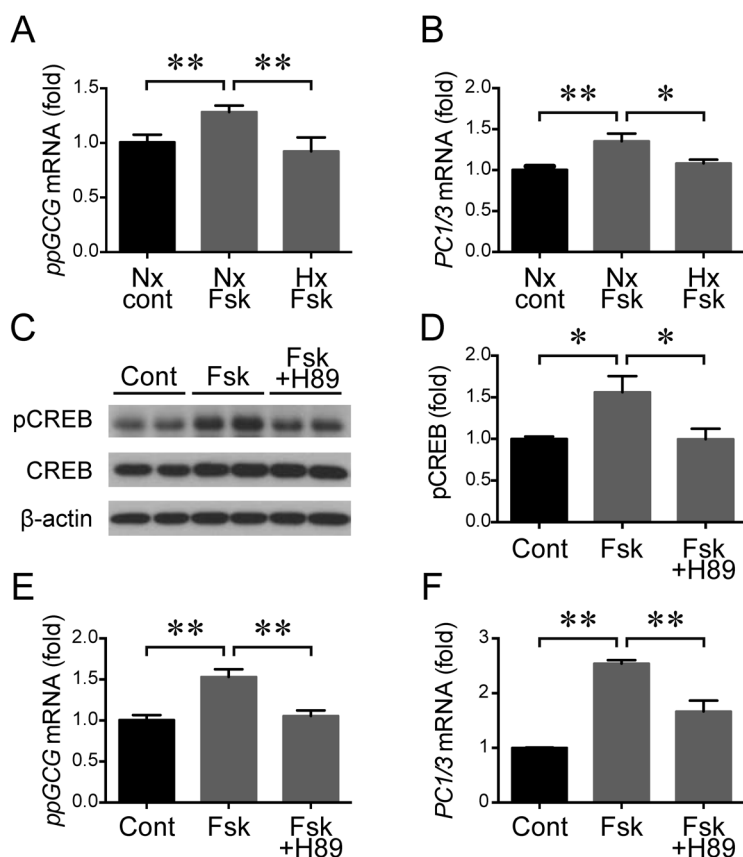 A
ppGCG mRNA (fold)
1.5
1.0
0.5
0.0
**
**
Nx
cont
Nx
Fsk
Hx
Fsk
B
PC1/3 mRNA (fold)
2.0
1.5
1.0
0.5
0.0
**
*
Nx
cont
Nx
Fsk
Hx
Fsk
C
Cont
Fsk
Fsk
+H89
pCREB
CREB
β-actin
D
pCREB (fold)
2.0
1.5
1.0
0.5
0.0
*
*
Cont
Fsk
Fsk
+H89
E
ppGCG mRNA (fold)
2.0
1.5
1.0
0.5
0.0
**
**
Cont
Fsk
Fsk
+H89
F
PC1/3 mRNA (fold)
3
2
1
0
**
**
Cont
Fsk
Fsk
+H89